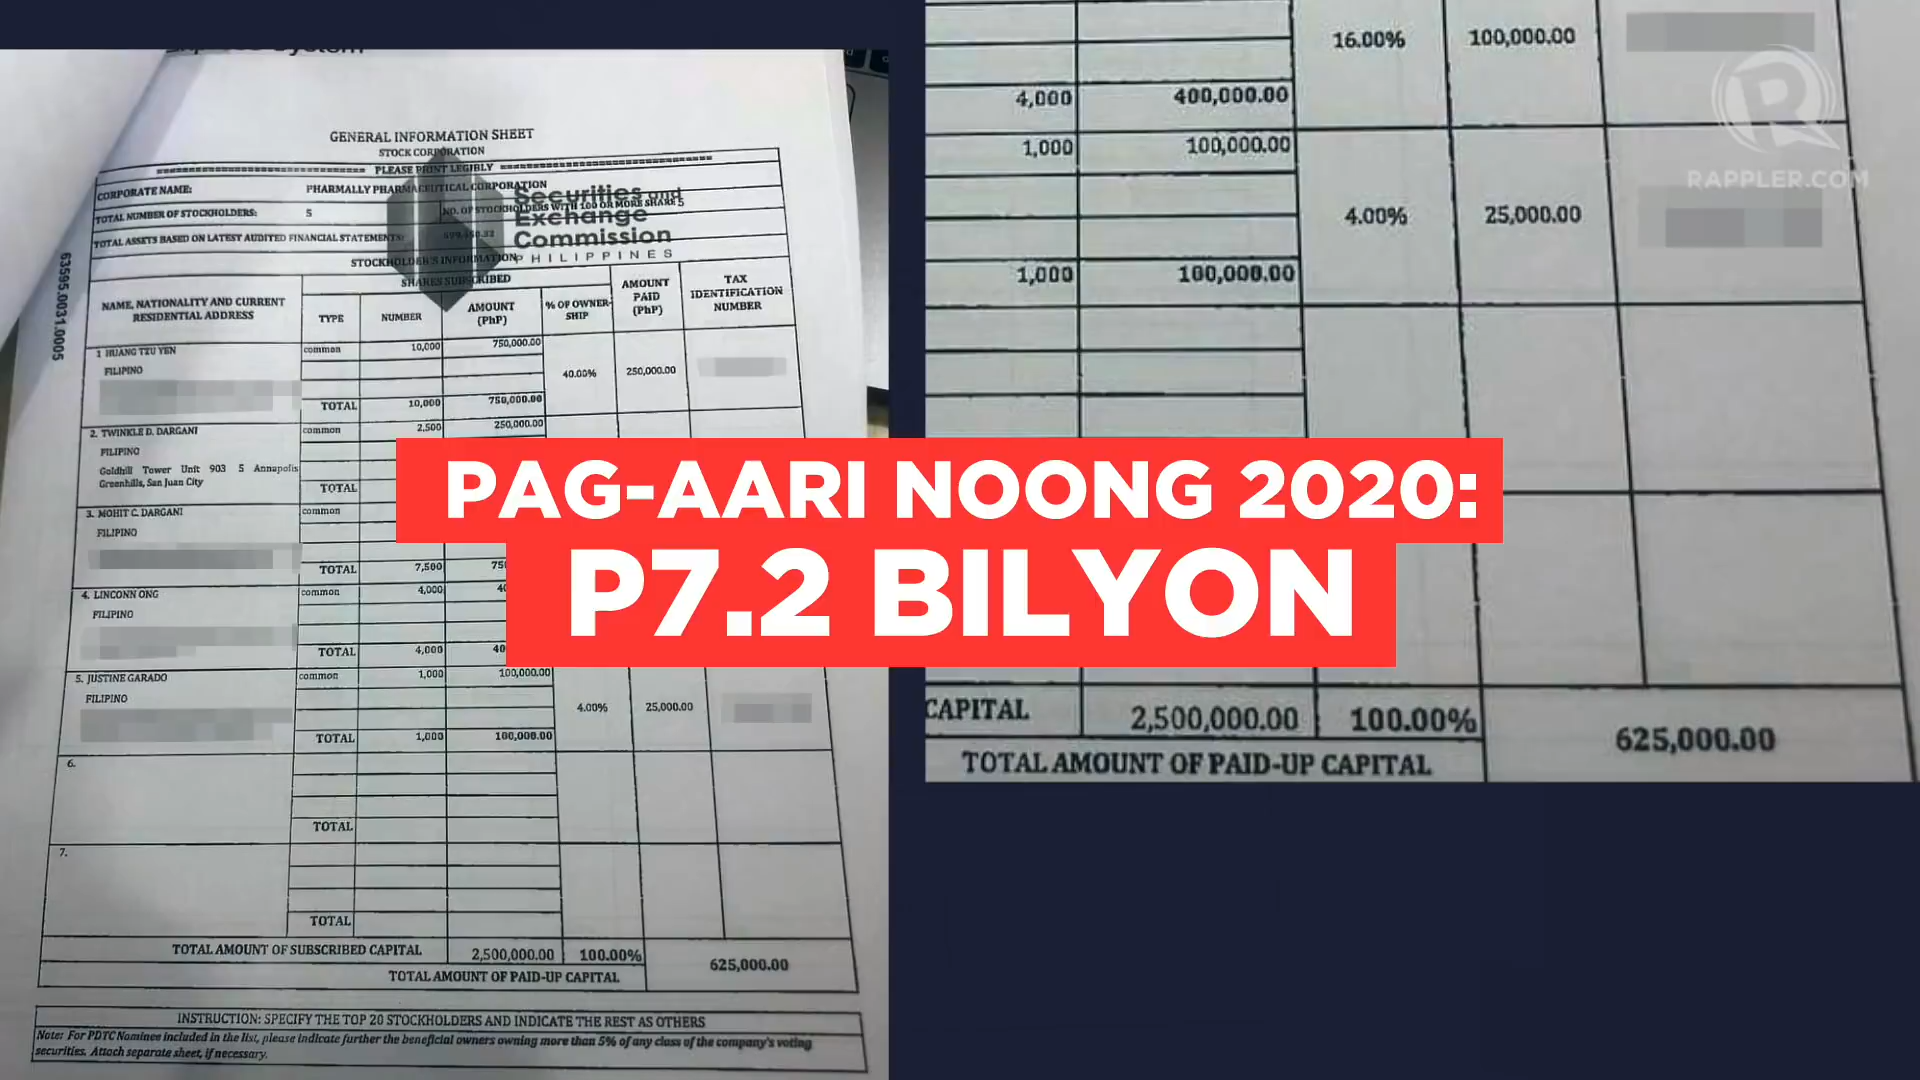 GENERAL INFORMATION SHEET
STOCK CORPORATION
PLEASE PRINT LEGIBLY
CORPORATE NAME: PHARMALLY PHARMACEUTICAL CORPORATION
TOTAL NUMBER OF STOCKHOLDERS: 5 NO. OF STOCKHOLDERS WITH 100 OR MORE SHARE 5
TOTAL ASSETS BASED ON LATEST AUDITED FINANCIAL STATEMENTS:
Securities and
Exchange
Commission
PHILIPPINES
STOCKHOLDER'S INFORMATION
SHARES SUBSCRIBED
NAME, NATIONALITY AND CURRENT RESIDENTIAL ADDRESS TYPE NUMBER AMOUNT (PhP) % OF OWNER-SHIP AMOUNT PAID (PhP) TAX IDENTIFICATION NUMBER
63595.0031.0005
1 HUANG TZU YEN common 10,000 750,000.00
FILIPINO 40.00% 250,000.00
TOTAL 10,000 750,000.00
2. TWINKLE D. DARGANI common 2,500 250,000.00
FILIPINO
Goldhill Tower Unit 903 5 Annapolis
Greenhills, San Juan City
TOTAL
3. MOHIT C. DARGANI common
FILIPINO
TOTAL 7,500 75
4. LINCONN ONG common 4,000 40
FILIPINO
TOTAL 4,000 40
5. JUSTINE GARADO common 1,000 100,000.00
FILIPINO 4.00% 25,000.00
TOTAL 1,000 100,000.00
6.
TOTAL
7.
TOTAL
TOTAL AMOUNT OF SUBSCRIBED CAPITAL 2,500,000.00 100.00%
TOTAL AMOUNT OF PAID-UP CAPITAL 625,000.00
INSTRUCTION: SPECIFY THE TOP 20 STOCKHOLDERS AND INDICATE THE REST AS OTHERS
Note: For PDTC Nominee included in the list, please indicate further the beneficial owners owning more than 5% of any class of the company's voting
securities. Attach separate sheet, if necessary.
16.00% 100,000.00
4,000 400,000.00
1,000 100,000.00
4.00% 25,000.00
1,000 100,000.00
CAPITAL 2,500,000.00 100.00%
TOTAL AMOUNT OF PAID-UP CAPITAL 625,000.00
RAPPLER.COM
PAG-AARI NOONG 2020:
P7.2 BILYON